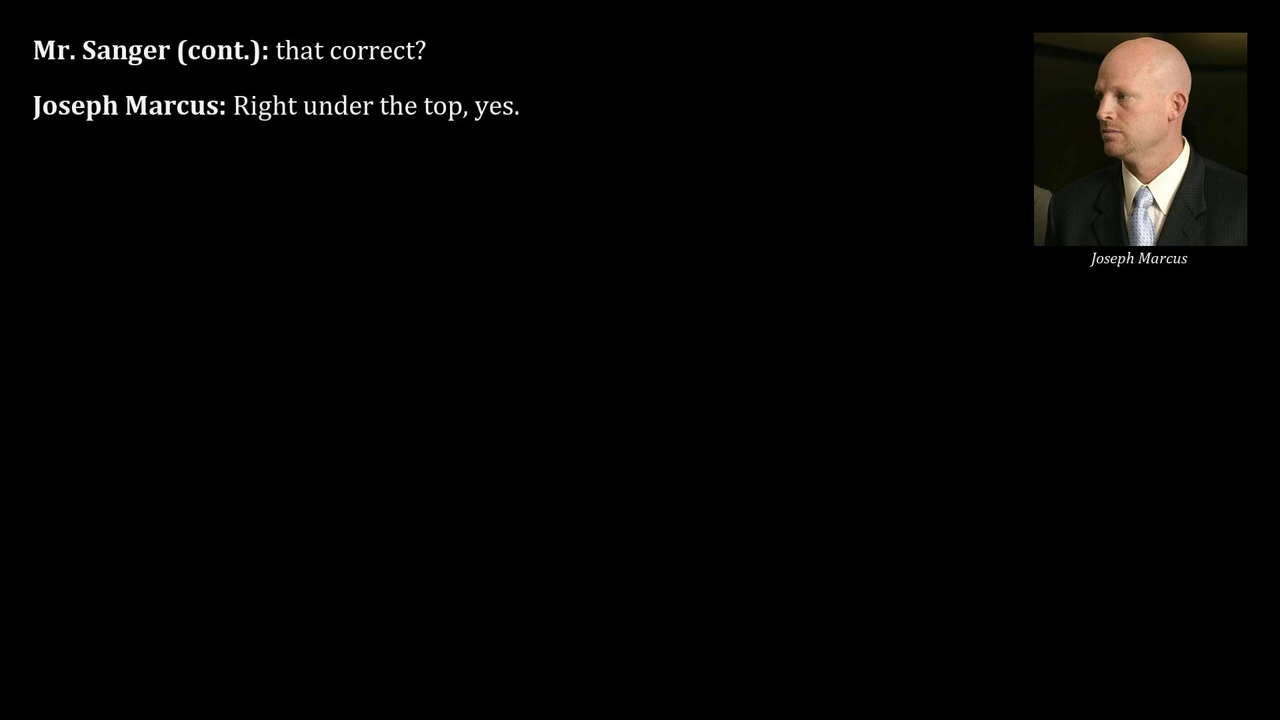 Mr. Sanger (cont.): that correct?
Joseph Marcus: Right under the top, yes.
Joseph Marcus